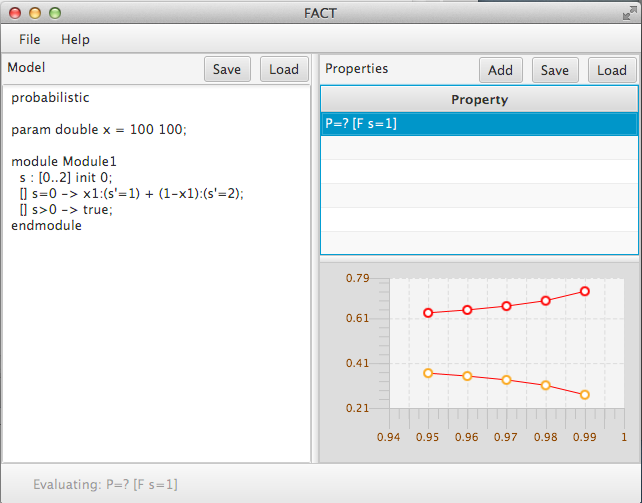 FACT
File Help
Model Save Load
probabilistic
param double x = 100 100;
module Module1
s : [0..2] init 0;
[] s=0 -> x1:(s'=1) + (1-x1):(s'=2);
[] s>0 -> true;
endmodule
Properties Add Save Load
Property
P=? [F s=1]
0.79
0.61
0.41
0.21
0.94 0.95 0.96 0.97 0.98 0.99 1
Evaluating: P=? [F s=1]